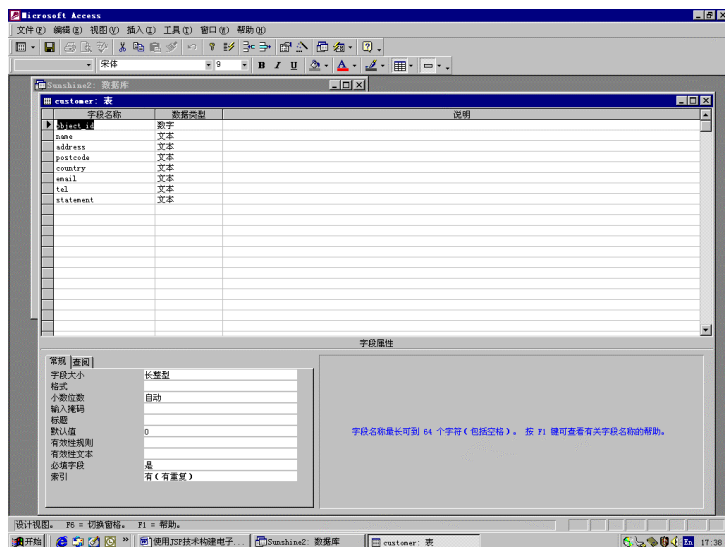 Microsoft Access
文件(F) 编辑(E) 视图(V) 插入(I) 工具(T) 窗口(W) 帮助(H)
宋体 9 B I U A
Sunshine2: 数据库
customer: 表
字段名称 数据类型 说明
object_id 数字
name 文本
address 文本
postcode 文本
country 文本
email 文本
tel 文本
statement 文本
字段属性
常规 查阅
字段大小 长整型
格式
小数位数 自动
输入掩码
标题
默认值 0
有效性规则
有效性文本
必填字段 是
索引 有(有重复)
字段名称最长可到 64 个字符(包括空格)。 按 F1 键可查看有关字段名称的帮助。
设计视图。 F6 = 切换窗格。 F1 = 帮助。
开始 使用JSP技术构建电子... Sunshine2: 数据库 customer: 表 En 17:38